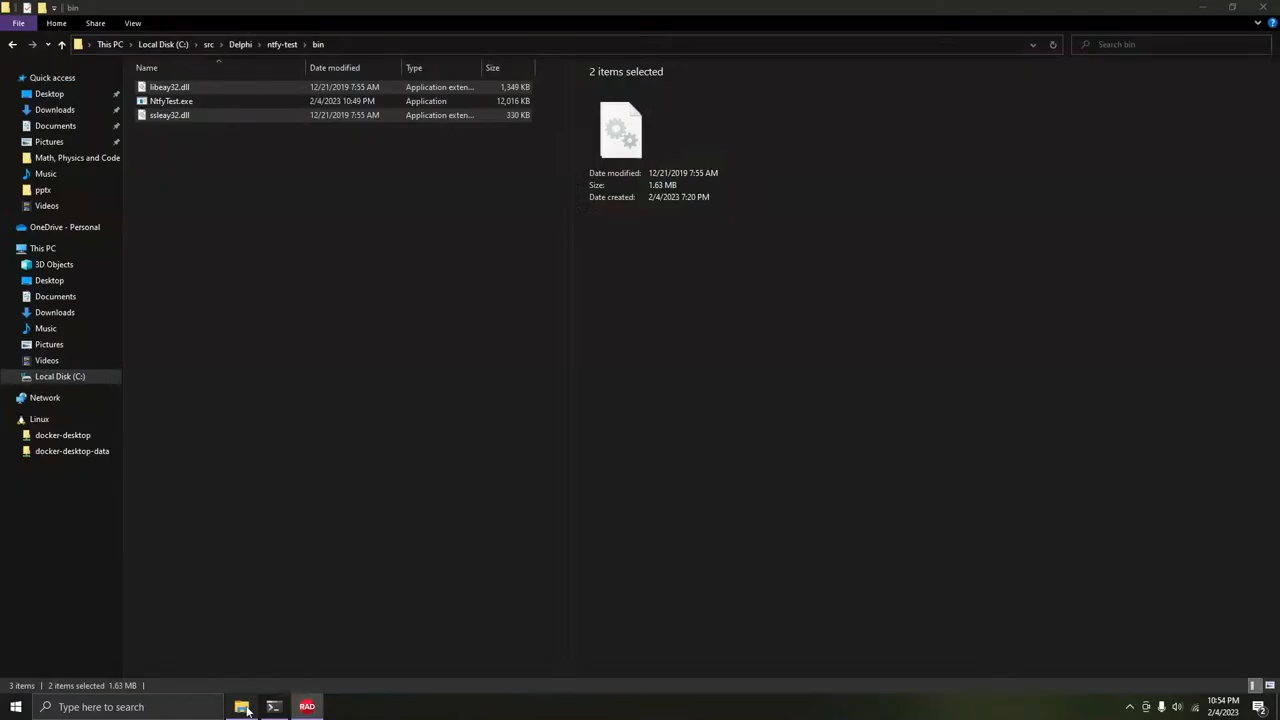 bin
File Home Share View
This PC Local Disk (C:) src Delphi ntfy-test bin Search bin
Name Date modified Type Size
libeay32.dll 12/21/2019 7:55 AM Application exten... 1,349 KB
NtfyTest.exe 2/4/2023 10:49 PM Application 12,016 KB
ssleay32.dll 12/21/2019 7:55 AM Application exten... 330 KB
2 items selected
Date modified: 12/21/2019 7:55 AM
Size: 1.63 MB
Date created: 2/4/2023 7:20 PM
Quick access
Desktop
Downloads
Documents
Pictures
Math, Physics and Code
Music
pptx
Videos
OneDrive - Personal
This PC
3D Objects
Desktop
Documents
Downloads
Music
Pictures
Videos
Local Disk (C:)
Network
Linux
docker-desktop
docker-desktop-data
3 items 2 items selected 1.63 MB
Type here to search
RAD
10:54 PM
2/4/2023
2